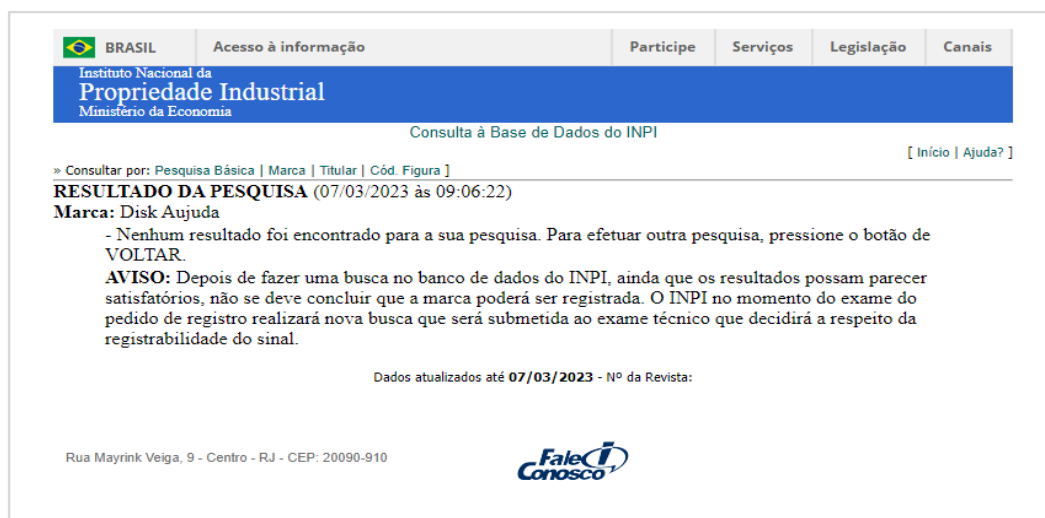 BRASIL Acesso à informação Participe Serviços Legislação Canais
Instituto Nacional da
Propriedade Industrial
Ministério da Economia
Consulta à Base de Dados do INPI
[ Início | Ajuda? ]
» Consultar por: Pesquisa Básica | Marca | Titular | Cód. Figura ]
RESULTADO DA PESQUISA (07/03/2023 às 09:06:22)
Marca: Disk Aujuda
- Nenhum resultado foi encontrado para a sua pesquisa. Para efetuar outra pesquisa, pressione o botão de
VOLTAR.
AVISO: Depois de fazer uma busca no banco de dados do INPI, ainda que os resultados possam parecer
satisfatórios, não se deve concluir que a marca poderá ser registrada. O INPI no momento do exame do
pedido de registro realizará nova busca que será submetida ao exame técnico que decidirá a respeito da
registrabilidade do sinal.
Dados atualizados até 07/03/2023 - Nº da Revista:
Rua Mayrink Veiga, 9 - Centro - RJ - CEP: 20090-910
Fale
Conosco